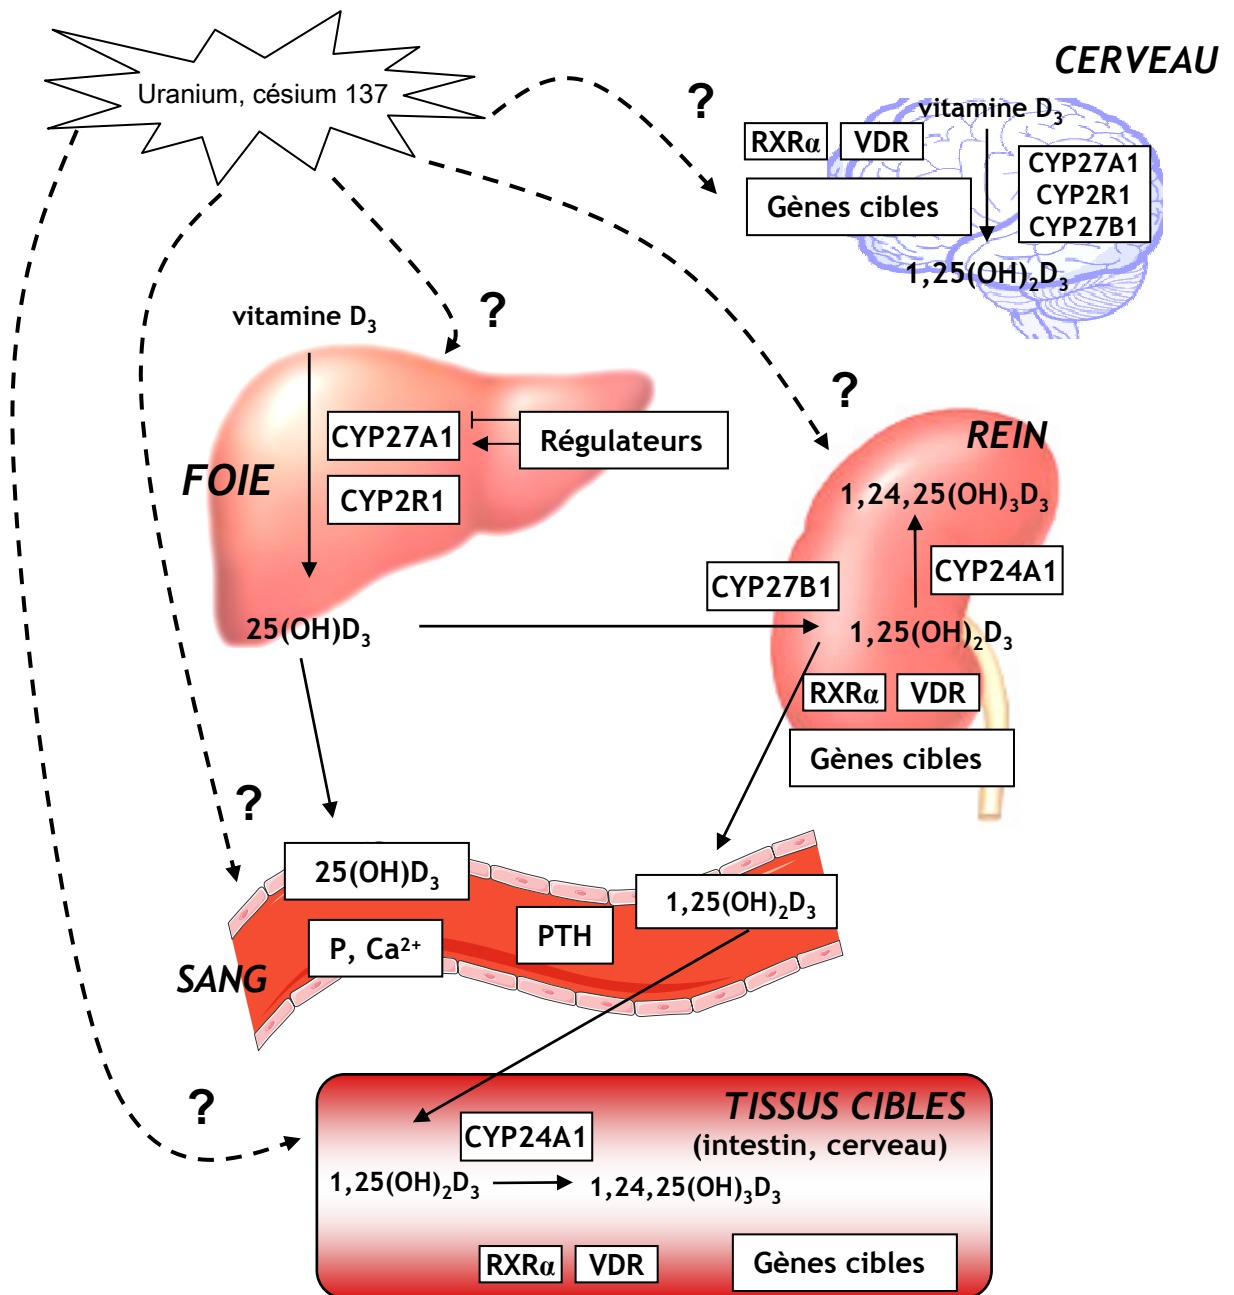 CERVEAU
Uranium, césium 137
?
vitamine D₃
RXRα
VDR
CYP27A1
CYP2R1
CYP27B1
Gènes cibles
1,25(OH)₂D₃
?
vitamine D₃
?
CYP27A1
Régulateurs
FOIE
CYP2R1
REIN
1,24,25(OH)₃D₃
CYP24A1
CYP27B1
25(OH)D₃
1,25(OH)₂D₃
RXRα
VDR
Gènes cibles
?
25(OH)D₃
1,25(OH)₂D₃
PTH
P, Ca²⁺
SANG
?
TISSUS CIBLES
(intestin, cerveau)
CYP24A1
1,25(OH)₂D₃
1,24,25(OH)₃D₃
RXRα
VDR
Gènes cibles